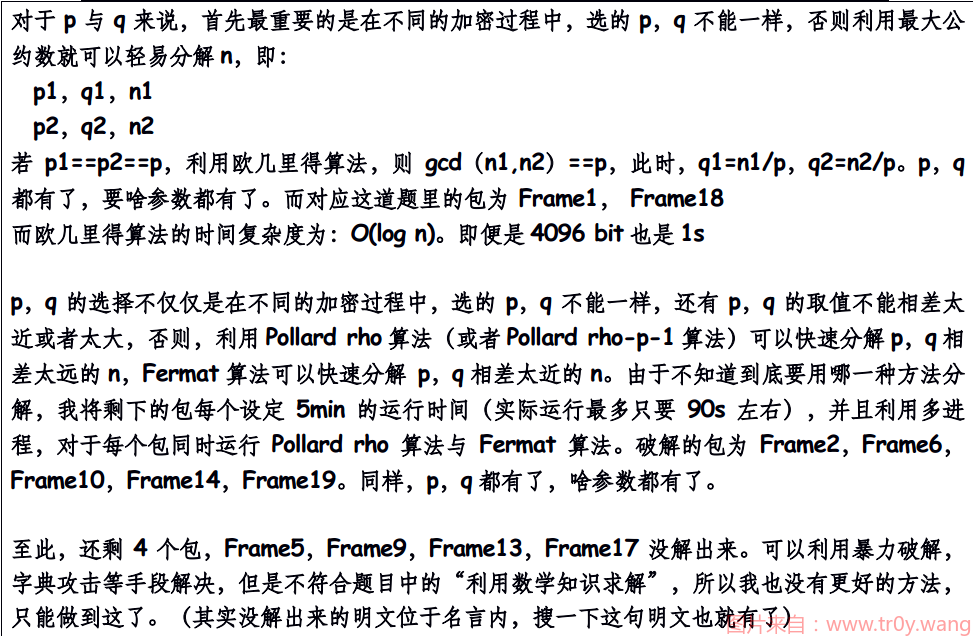 对于 p 与 q 来说，首先最重要的是在不同的加密过程中，选的 p，q 不能一样，否则利用最大公
约数就可以轻易分解 n，即：
p1，q1，n1
p2，q2，n2
若 p1==p2==p，利用欧几里得算法，则 gcd（n1,n2）==p，此时，q1=n1/p，q2=n2/p。p，q
都有了，要啥参数都有了。而对应这道题里的包为 Frame1， Frame18
而欧几里得算法的时间复杂度为：O(log n)。即便是 4096 bit 也是 1s
p，q 的选择不仅仅是在不同的加密过程中，选的 p，q 不能一样，还有 p，q 的取值不能相差太
近或者太大，否则，利用 Pollard rho 算法（或者 Pollard rho-p-1 算法）可以快速分解 p，q 相
差太远的 n，Fermat 算法可以快速分解 p，q 相差太近的 n。由于不知道到底要用哪一种方法分
解，我将剩下的包每个设定 5min 的运行时间（实际运行最多只要 90s 左右），并且利用多进
程，对于每个包同时运行 Pollard rho 算法与 Fermat 算法。破解的包为 Frame2，Frame6，
Frame10，Frame14，Frame19。同样，p，q 都有了，啥参数都有了。
至此，还剩 4 个包，Frame5，Frame9，Frame13，Frame17 没解出来。可以利用暴力破解，
字典攻击等手段解决，但是不符合题目中的“利用数学知识求解”，所以我也没有更好的方法，
只能做到这了。（其实没解出来的明文位于名言内，搜一下这句明文也就有了）
图片来自：www.tr0y.wang